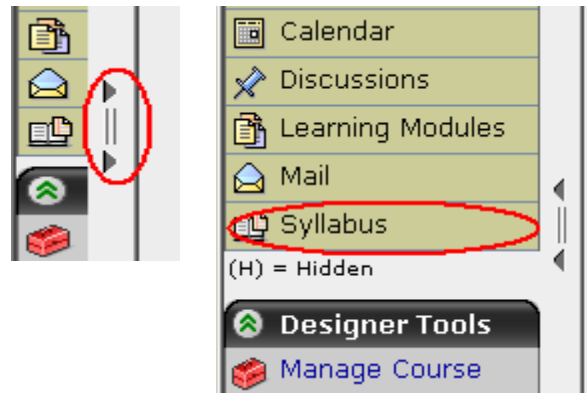 Calendar
Discussions
Learning Modules
Mail
Syllabus
(H) = Hidden
Designer Tools
Manage Course